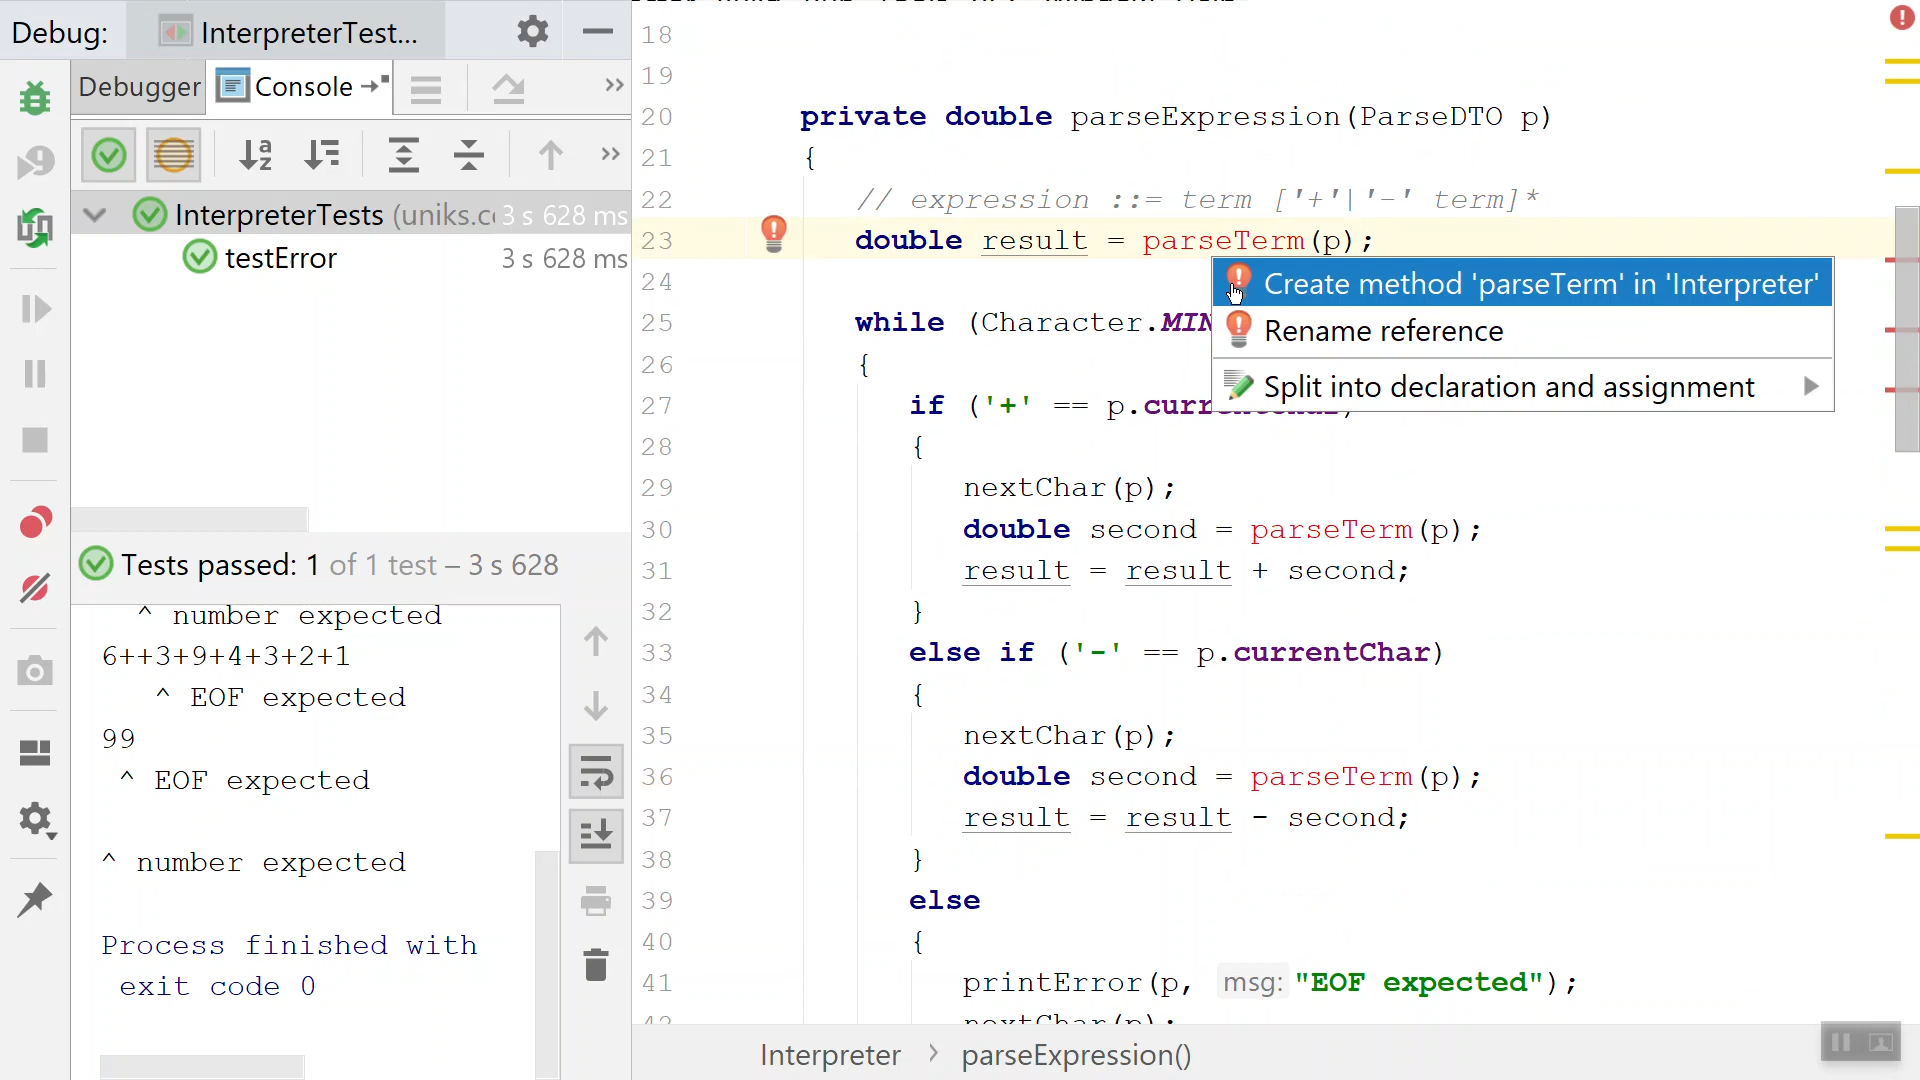 Debug:
InterpreterTest...
Debugger
Console
InterpreterTests (uniks.c 3 s 628 ms
testError 3 s 628 ms
Tests passed: 1 of 1 test – 3 s 628
^ number expected
6++3+9+4+3+2+1
^ EOF expected
99
^ EOF expected
^ number expected
Process finished with
exit code 0
18
19
20 private double parseExpression(ParseDTO p)
21 {
22 // expression ::= term ['+'|'-' term]*
23 double result = parseTerm(p);
24
25 while (Character.MIN
26 {
27 if ('+' == p.currentChar)
28 {
29 nextChar(p);
30 double second = parseTerm(p);
31 result = result + second;
32 }
33 else if ('-' == p.currentChar)
34 {
35 nextChar(p);
36 double second = parseTerm(p);
37 result = result - second;
38 }
39 else
40 {
41 printError(p, msg: "EOF expected");
42 nextChar(p);
Create method 'parseTerm' in 'Interpreter'
Rename reference
Split into declaration and assignment
Interpreter › parseExpression()